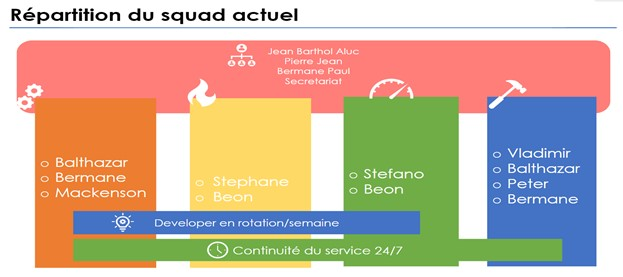 Répartition du squad actuel
Jean Barthol Aluc
Pierre Jean
Bermane Paul
Secretariat
o Balthazar
o Bermane
o Mackenson
o Stephane
o Beon
o Stefano
o Beon
o Vladimir
o Balthazar
o Peter
o Bermane
Developer en rotation/semaine
Continuité du service 24/7